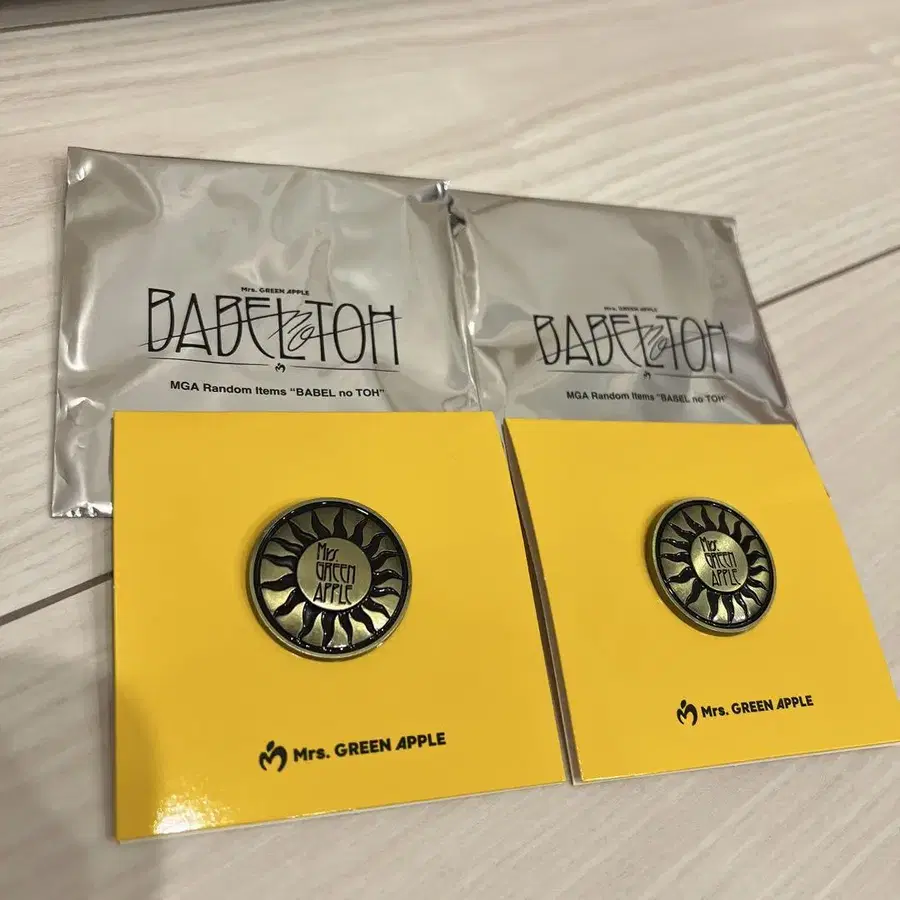 Mrs. GREEN APPLE
BABEL no TOH
MGA Random Items “BABEL no TOH”
Mrs. GREEN APPLE
BABEL no TOH
MGA Random Items “BABEL no TOH”
Mrs.
GREEN
APPLE
Mrs. GREEN APPLE
Mrs.
GREEN
APPLE
Mrs. GREEN APPLE